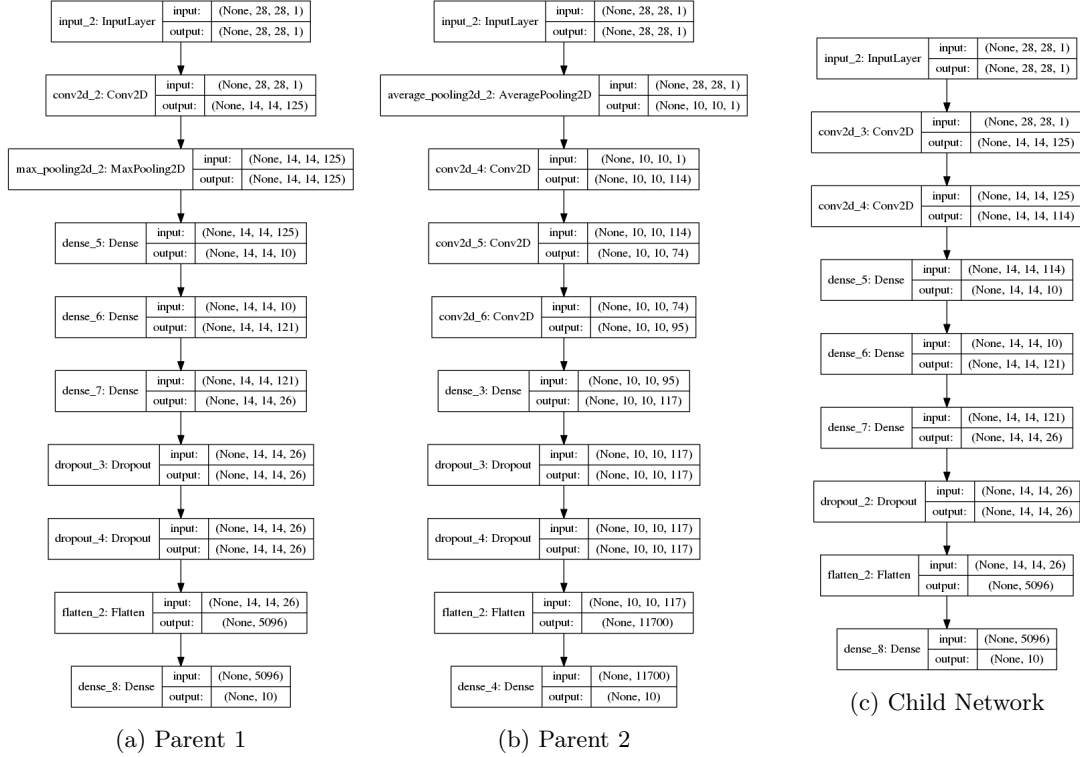 input_2: InputLayer
input: (None, 28, 28, 1)
output: (None, 28, 28, 1)
conv2d_2: Conv2D
input: (None, 28, 28, 1)
output: (None, 14, 14, 125)
max_pooling2d_2: MaxPooling2D
input: (None, 14, 14, 125)
output: (None, 14, 14, 125)
dense_5: Dense
input: (None, 14, 14, 125)
output: (None, 14, 14, 10)
dense_6: Dense
input: (None, 14, 14, 10)
output: (None, 14, 14, 121)
dense_7: Dense
input: (None, 14, 14, 121)
output: (None, 14, 14, 26)
dropout_3: Dropout
input: (None, 14, 14, 26)
output: (None, 14, 14, 26)
dropout_4: Dropout
input: (None, 14, 14, 26)
output: (None, 14, 14, 26)
flatten_2: Flatten
input: (None, 14, 14, 26)
output: (None, 5096)
dense_8: Dense
input: (None, 5096)
output: (None, 10)
(a) Parent 1
input_2: InputLayer
input: (None, 28, 28, 1)
output: (None, 28, 28, 1)
average_pooling2d_2: AveragePooling2D
input: (None, 28, 28, 1)
output: (None, 10, 10, 1)
conv2d_4: Conv2D
input: (None, 10, 10, 1)
output: (None, 10, 10, 114)
conv2d_5: Conv2D
input: (None, 10, 10, 114)
output: (None, 10, 10, 74)
conv2d_6: Conv2D
input: (None, 10, 10, 74)
output: (None, 10, 10, 95)
dense_3: Dense
input: (None, 10, 10, 95)
output: (None, 10, 10, 117)
dropout_3: Dropout
input: (None, 10, 10, 117)
output: (None, 10, 10, 117)
dropout_4: Dropout
input: (None, 10, 10, 117)
output: (None, 10, 10, 117)
flatten_2: Flatten
input: (None, 10, 10, 117)
output: (None, 11700)
dense_4: Dense
input: (None, 11700)
output: (None, 10)
(b) Parent 2
input_2: InputLayer
input: (None, 28, 28, 1)
output: (None, 28, 28, 1)
conv2d_3: Conv2D
input: (None, 28, 28, 1)
output: (None, 14, 14, 125)
conv2d_4: Conv2D
input: (None, 14, 14, 125)
output: (None, 14, 14, 114)
dense_5: Dense
input: (None, 14, 14, 114)
output: (None, 14, 14, 10)
dense_6: Dense
input: (None, 14, 14, 10)
output: (None, 14, 14, 121)
dense_7: Dense
input: (None, 14, 14, 121)
output: (None, 14, 14, 26)
dropout_2: Dropout
input: (None, 14, 14, 26)
output: (None, 14, 14, 26)
flatten_2: Flatten
input: (None, 14, 14, 26)
output: (None, 5096)
dense_8: Dense
input: (None, 5096)
output: (None, 10)
(c) Child Network